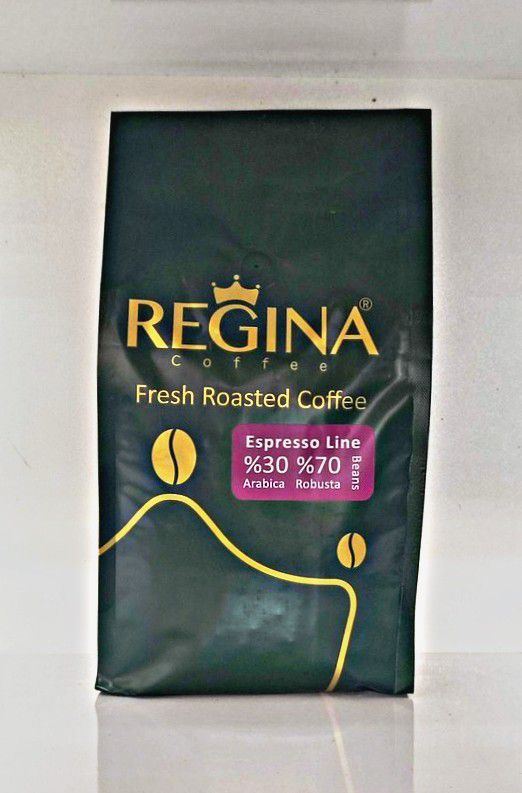 REGINA®
Coffee
Fresh Roasted Coffee
Espresso Line
%30 %70
Arabica Robusta
Beans